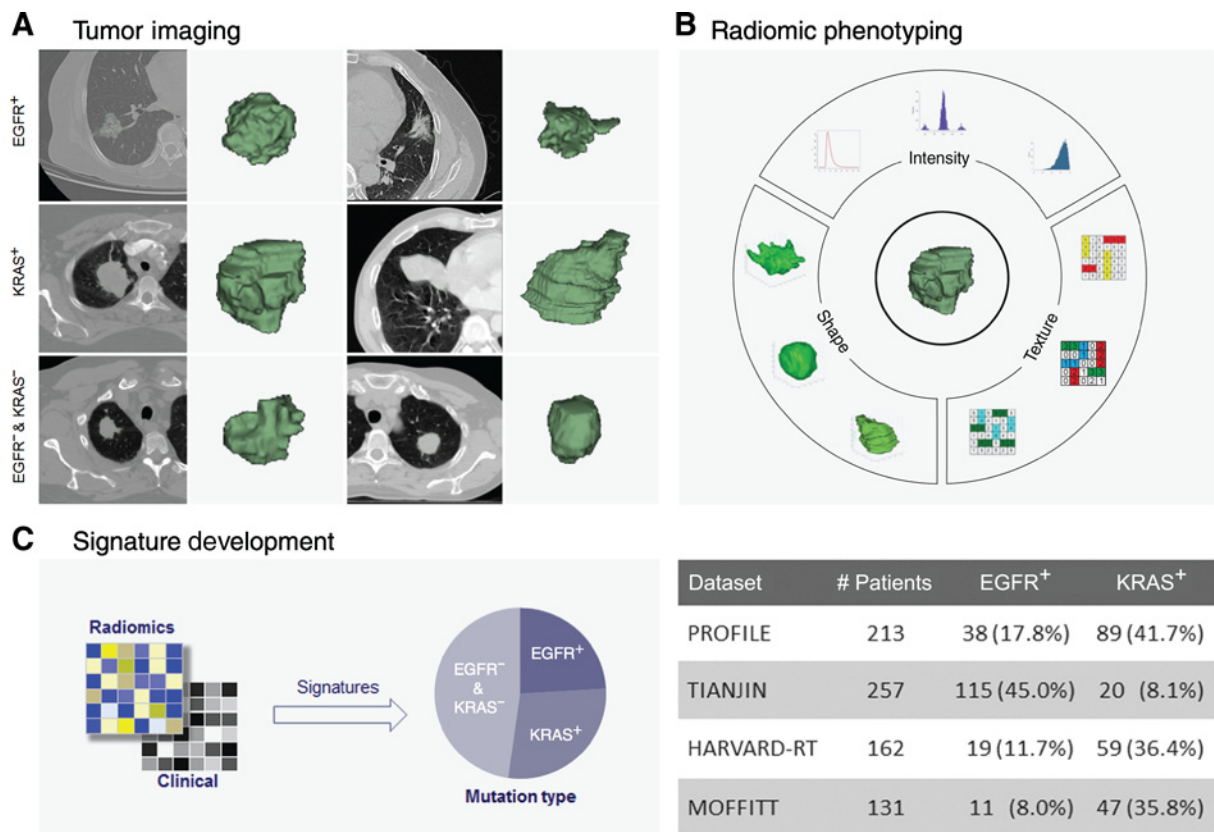 A Tumor imaging
EGFR⁺
KRAS⁺
EGFR⁻ & KRAS⁻
B Radiomic phenotyping
Intensity
Shape
Texture
C Signature development
Radiomics
Clinical
Signatures
EGFR⁻
&
KRAS⁻
EGFR⁺
KRAS⁺
Mutation type
Dataset # Patients EGFR⁺ KRAS⁺
PROFILE 213 38 (17.8%) 89 (41.7%)
TIANJIN 257 115 (45.0%) 20 (8.1%)
HARVARD-RT 162 19 (11.7%) 59 (36.4%)
MOFFITT 131 11 (8.0%) 47 (35.8%)